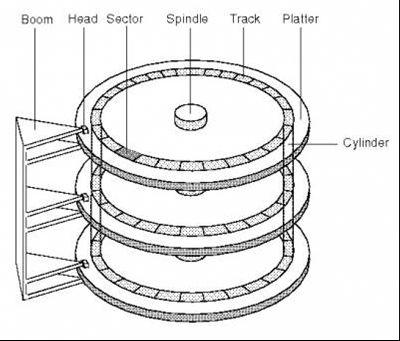 Boom Head Sector Spindle Track Platter
Cylinder